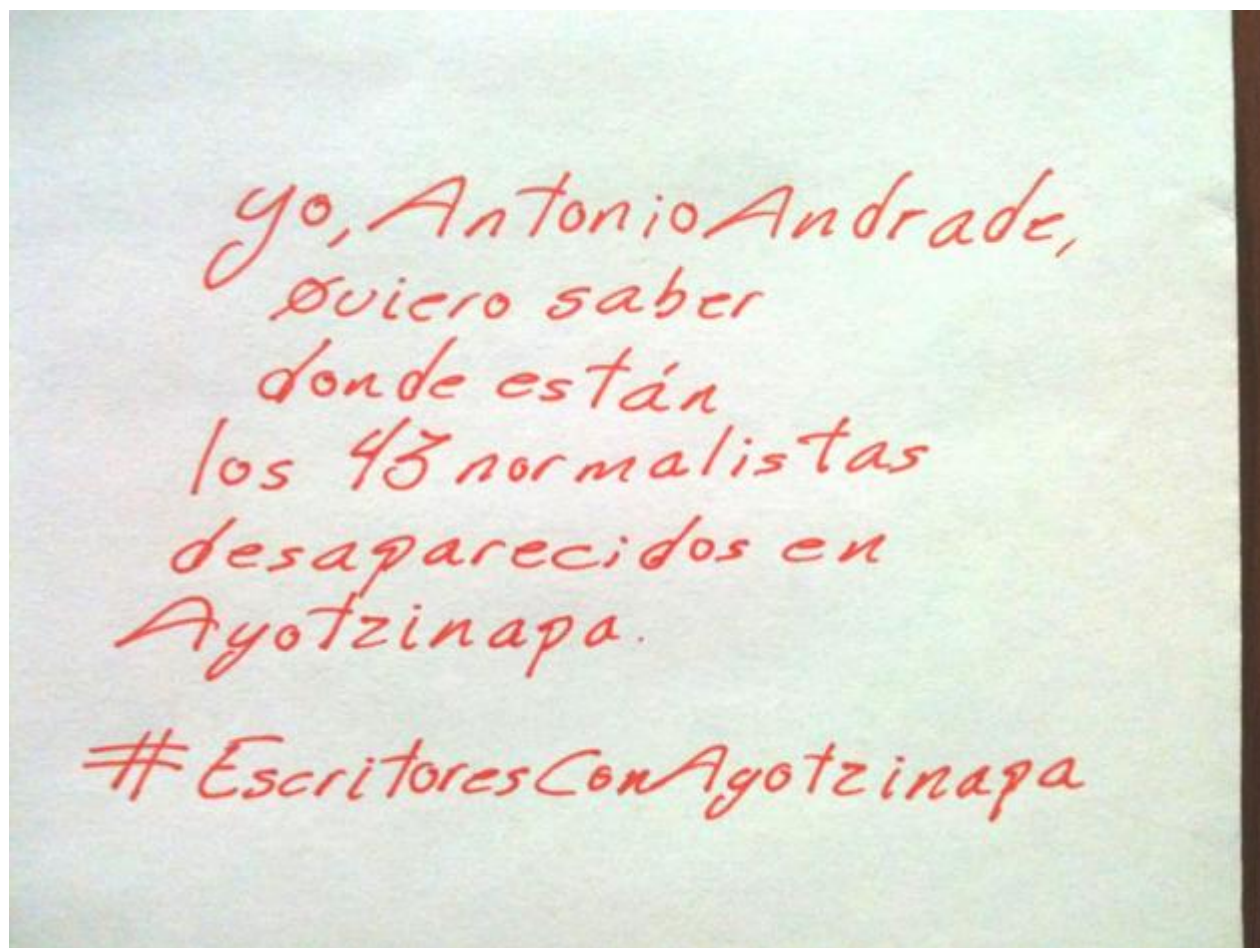 yo, Antonio Andrade,
Quiero saber
donde están
los 43 normalistas
desaparecidos en
Ayotzinapa.
#EscritoresConAyotzinapa